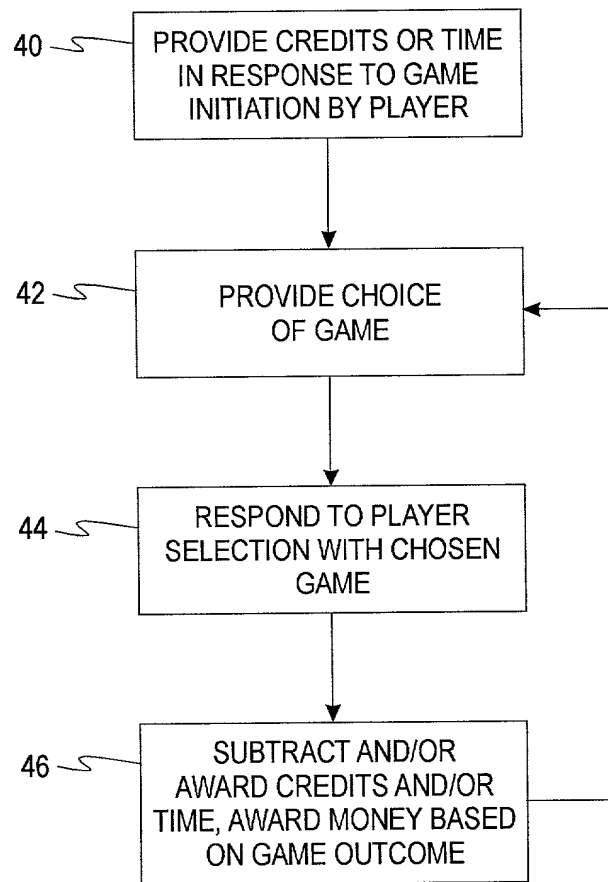 40
PROVIDE CREDITS OR TIME
IN RESPONSE TO GAME
INITIATION BY PLAYER
42
PROVIDE CHOICE
OF GAME
44
RESPOND TO PLAYER
SELECTION WITH CHOSEN
GAME
46
SUBTRACT AND/OR
AWARD CREDITS AND/OR
TIME, AWARD MONEY BASED
ON GAME OUTCOME